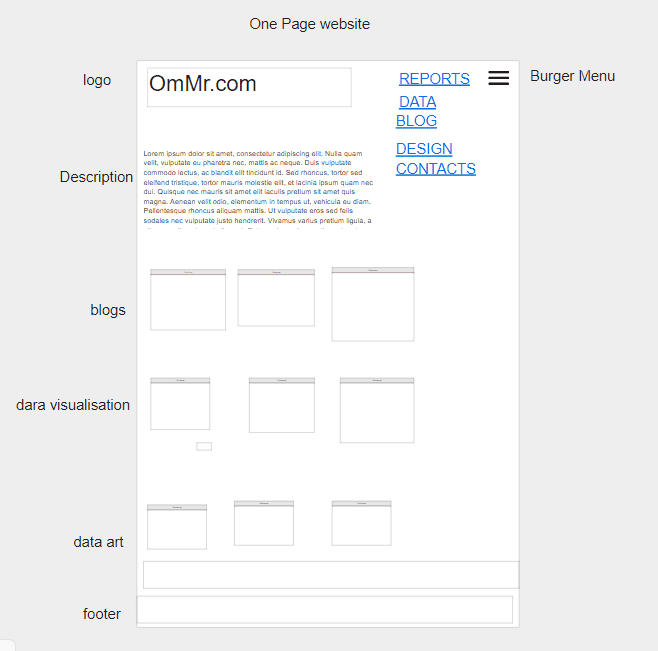 One Page website
logo
OmMr.com
REPORTS
DATA
BLOG
DESIGN
CONTACTS
Burger Menu
Description
Lorem ipsum dolor sit amet, consectetur adipiscing elit. Nulla quam
velit, vulputate eu pharetra nec, mattis ac neque. Duis vulputate
commodo lectus, ac blandit elit tincidunt id. Sed rhoncus, tortor sed
eleifend tristique, tortor mauris molestie elit, et lacinia ipsum quam nec
dui. Quisque nec mauris sit amet elit iaculis pretium sit amet quis
magna. Aenean velit odio, elementum in tempus ut, vehicula eu diam.
Pellentesque rhoncus aliquam mattis. Ut vulputate eros sed felis
sodales nec vulputate justo hendrerit. Vivamus varius pretium ligula, a
blogs
dara visualisation
data art
footer